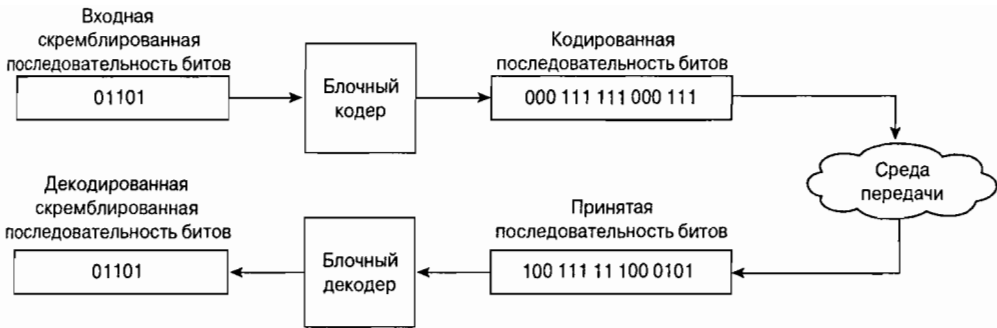 Входная
скремблированная
последовательность битов
01101
Блочный
кодер
Кодированная
последовательность битов
000 111 111 000 111
Среда
передачи
Декодированная
скремблированная
последовательность битов
01101
Блочный
декодер
Принятая
последовательность битов
100 111 11 100 0101